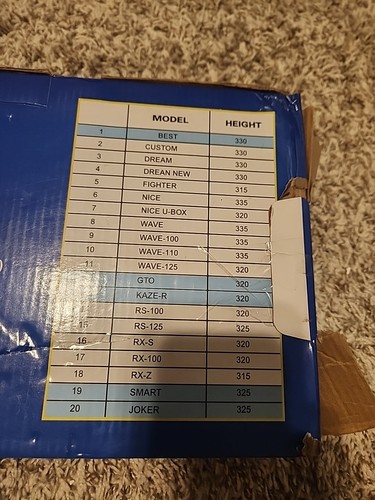 MODEL HEIGHT
1 BEST 330
2 CUSTOM 330
3 DREAM 330
4 DREAN NEW 330
5 FIGHTER 315
6 NICE 335
7 NICE U-BOX 320
8 WAVE 335
9 WAVE-100 335
10 WAVE-110 335
11 WAVE-125 320
GTO 320
KAZE-R 320
RS-100 320
15 RS-125 325
16 RX-S 320
17 RX-100 320
18 RX-Z 315
19 SMART 325
20 JOKER 325